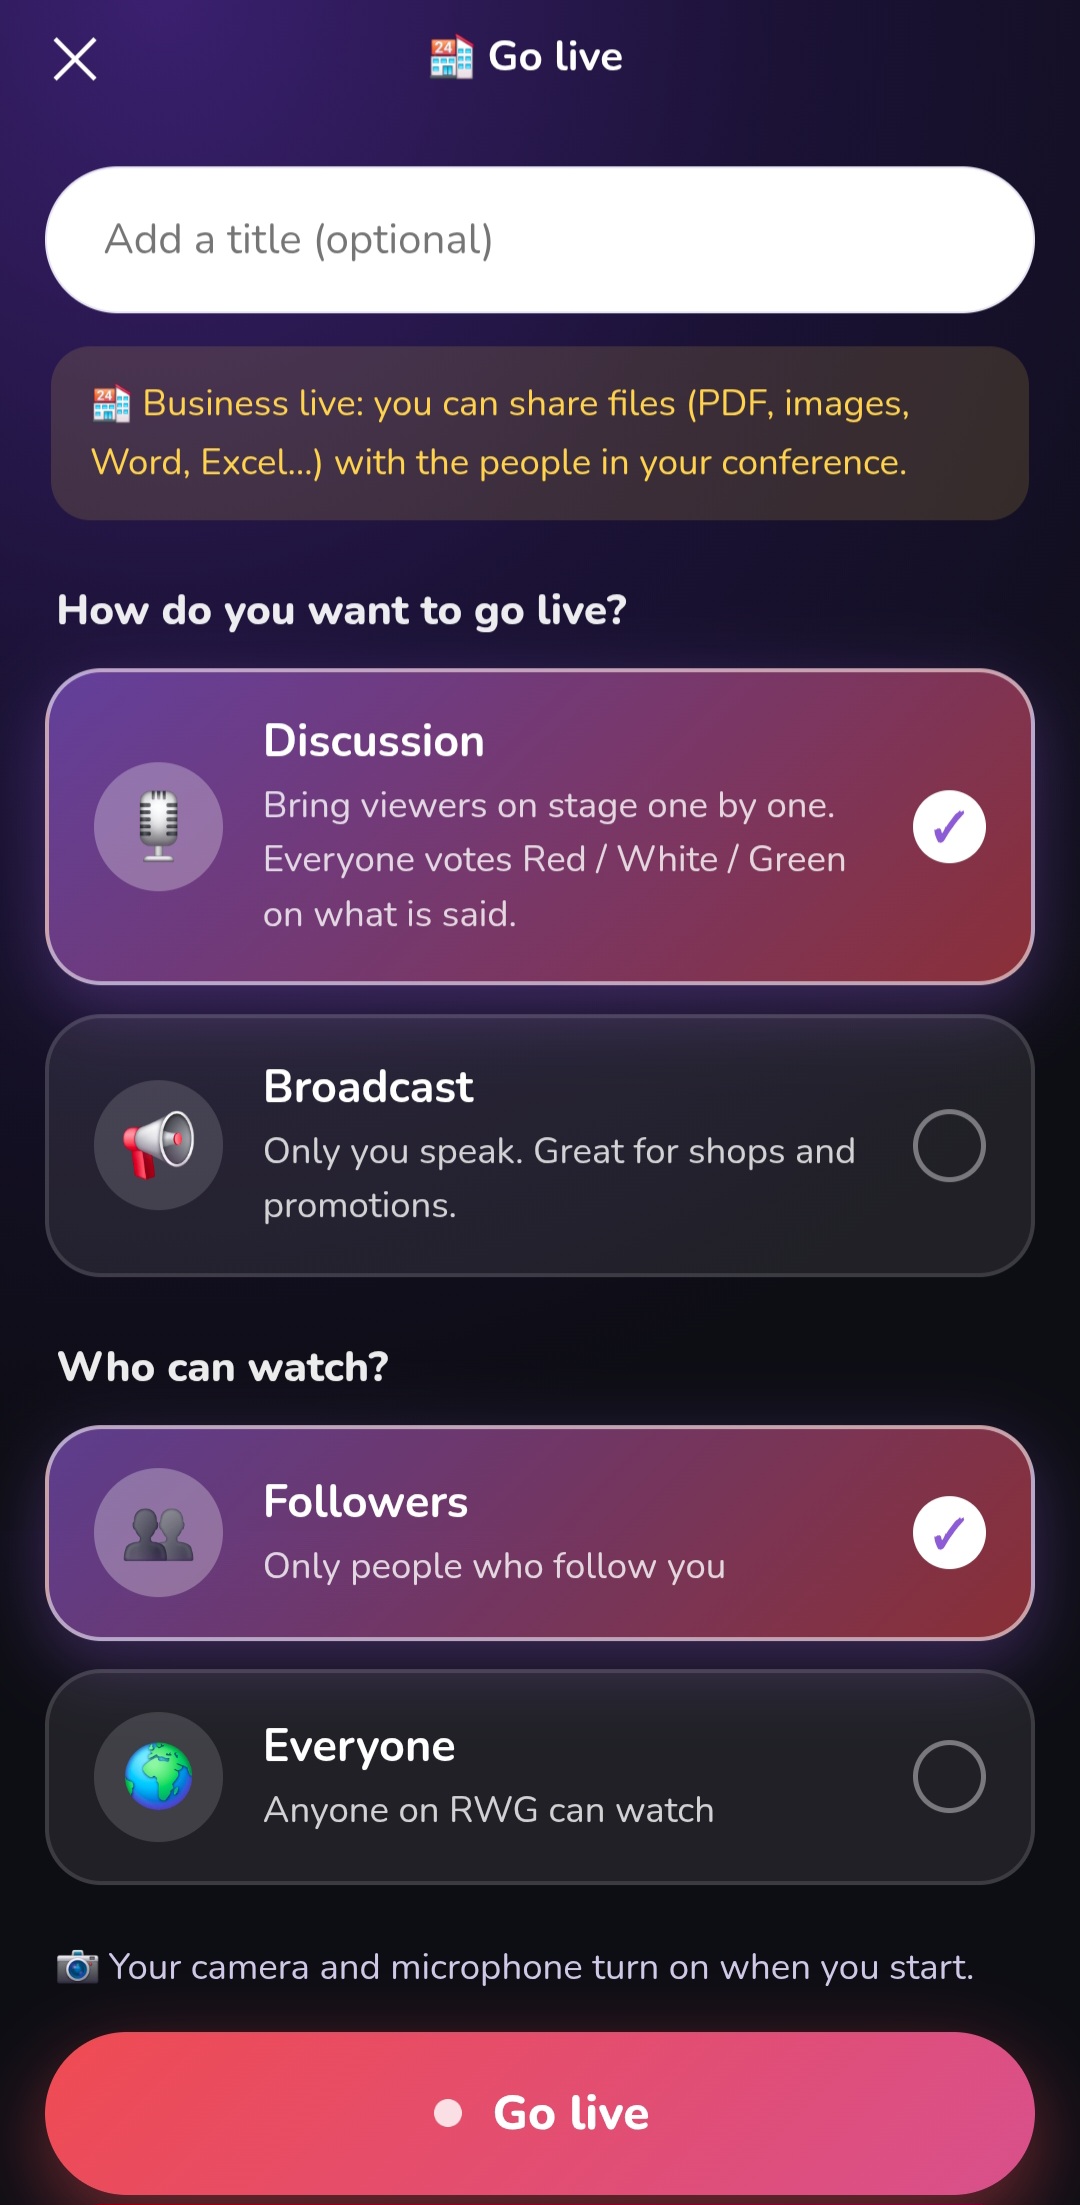 Go live
Add a title (optional)
Business live: you can share files (PDF, images,
Word, Excel...) with the people in your conference.
How do you want to go live?
Discussion
Bring viewers on stage one by one.
Everyone votes Red / White / Green
on what is said.
Broadcast
Only you speak. Great for shops and
promotions.
Who can watch?
Followers
Only people who follow you
Everyone
Anyone on RWG can watch
Your camera and microphone turn on when you start.
Go live